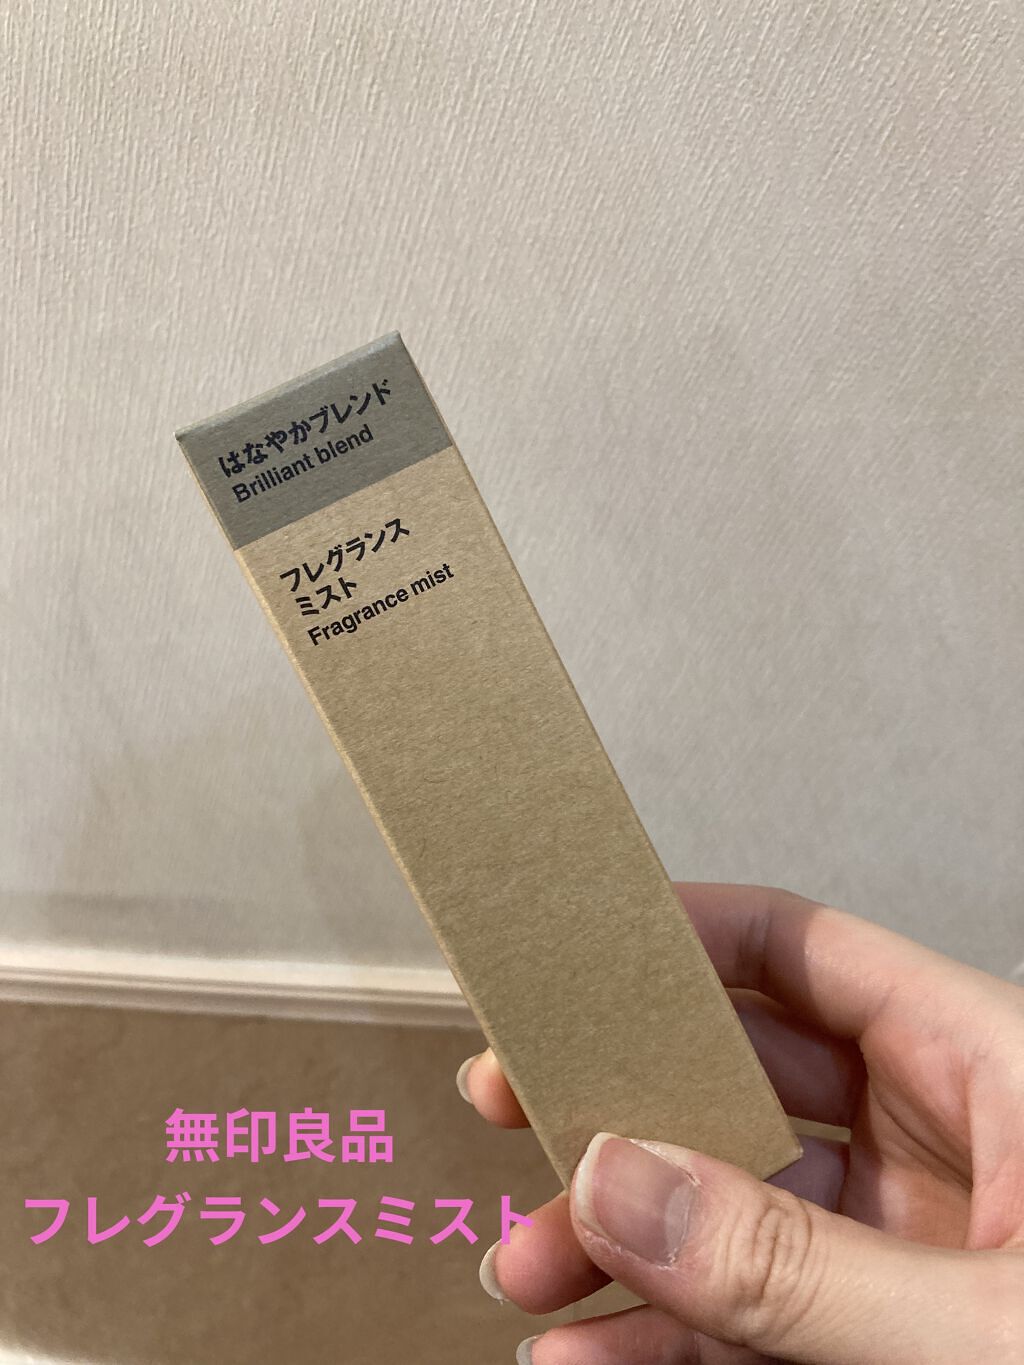 はなやかブレンド
Brilliant blend
フレグランス
ミスト
Fragrance mist
無印良品
フレグランスミスト